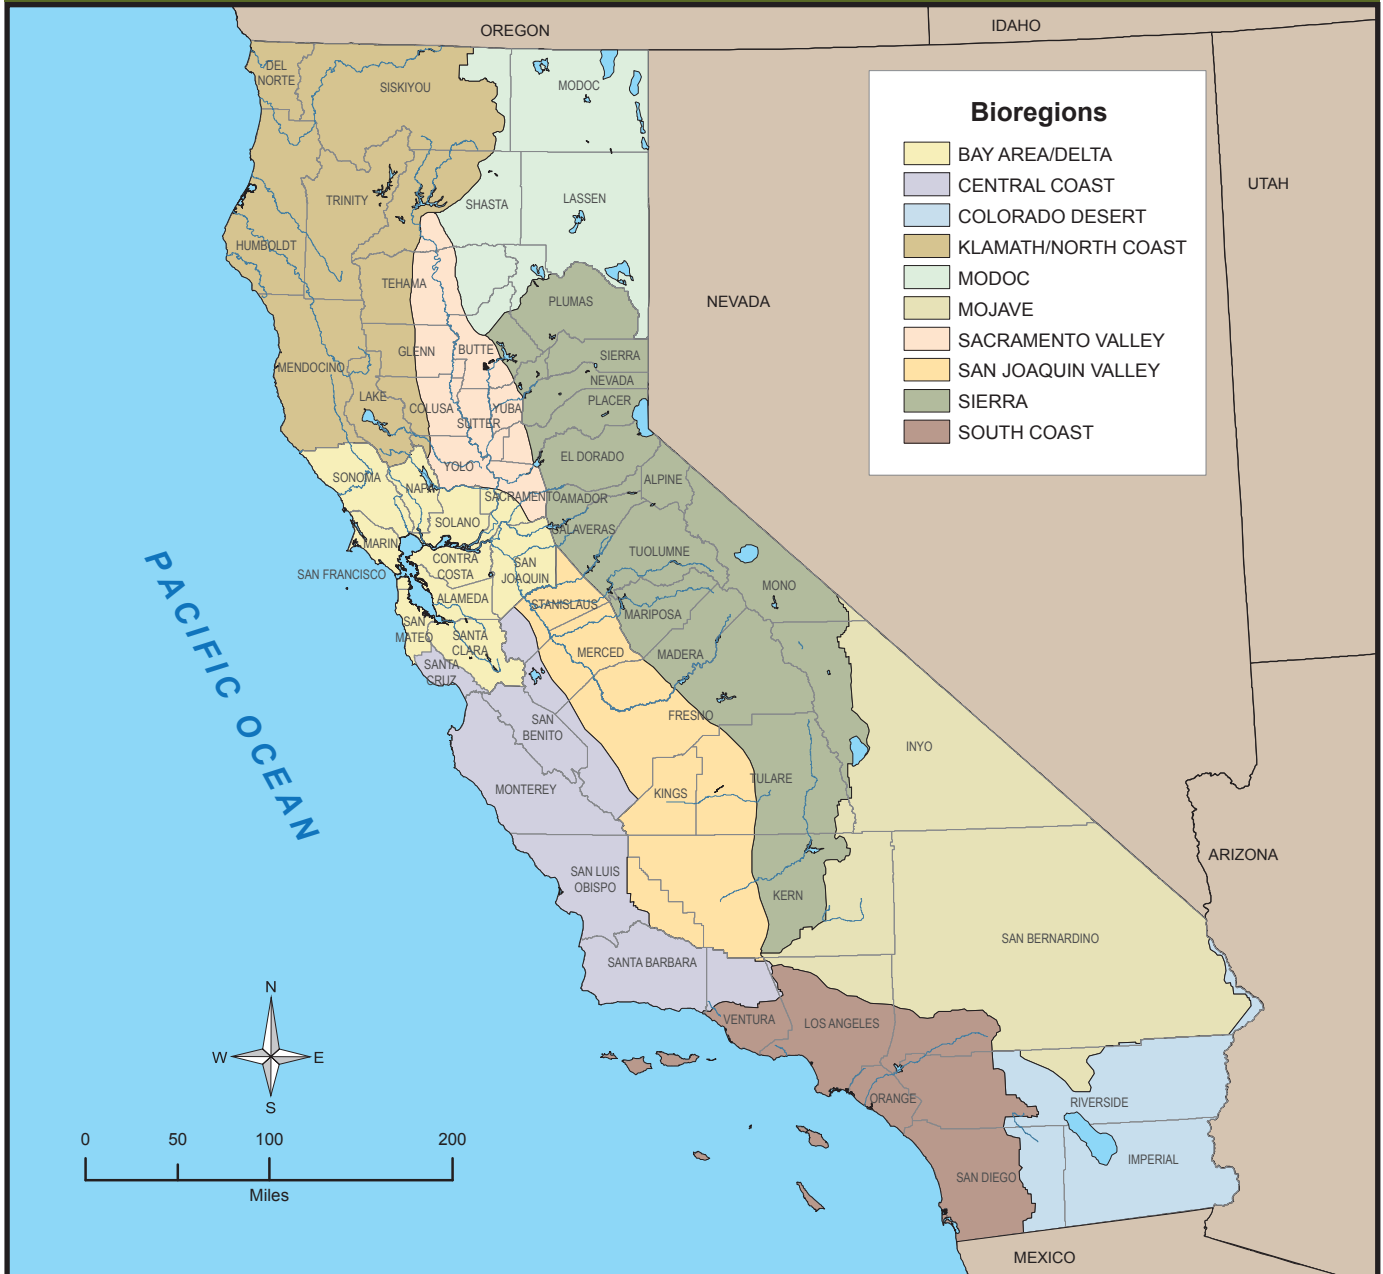 OREGON
IDAHO
DEL
NORTE
SISKIYOU
MODOC
Bioregions
BAY AREA/DELTA
CENTRAL COAST
COLORADO DESERT
KLAMATH/NORTH COAST
MODOC
MOJAVE
SACRAMENTO VALLEY
SAN JOAQUIN VALLEY
SIERRA
SOUTH COAST
UTAH
TRINITY
SHASTA
LASSEN
HUMBOLDT
TEHAMA
PLUMAS
NEVADA
GLENN
BUTTE
SIERRA
MENDOCINO
NEVADA
LAKE
COLUSA
YUBA
PLACER
SUTTER
EL DORADO
YOLO
SONOMA
NAPA
ALPINE
SACRAMENTO
AMADOR
SOLANO
CALAVERAS
MARIN
TUOLUMNE
CONTRA
COSTA
SAN
JOAQUIN
SAN FRANCISCO
MONO
ALAMEDA
STANISLAUS
MARIPOSA
SAN
MATEO
SANTA
CLARA
MERCED
MADERA
SANTA
CRUZ
FRESNO
SAN
BENITO
INYO
PACIFIC OCEAN
MONTEREY
KINGS
TULARE
ARIZONA
SAN LUIS
OBISPO
KERN
SAN BERNARDINO
SANTA BARBARA
N
W
E
S
VENTURA
LOS ANGELES
ORANGE
RIVERSIDE
0 50 100 200
Miles
IMPERIAL
SAN DIEGO
MEXICO